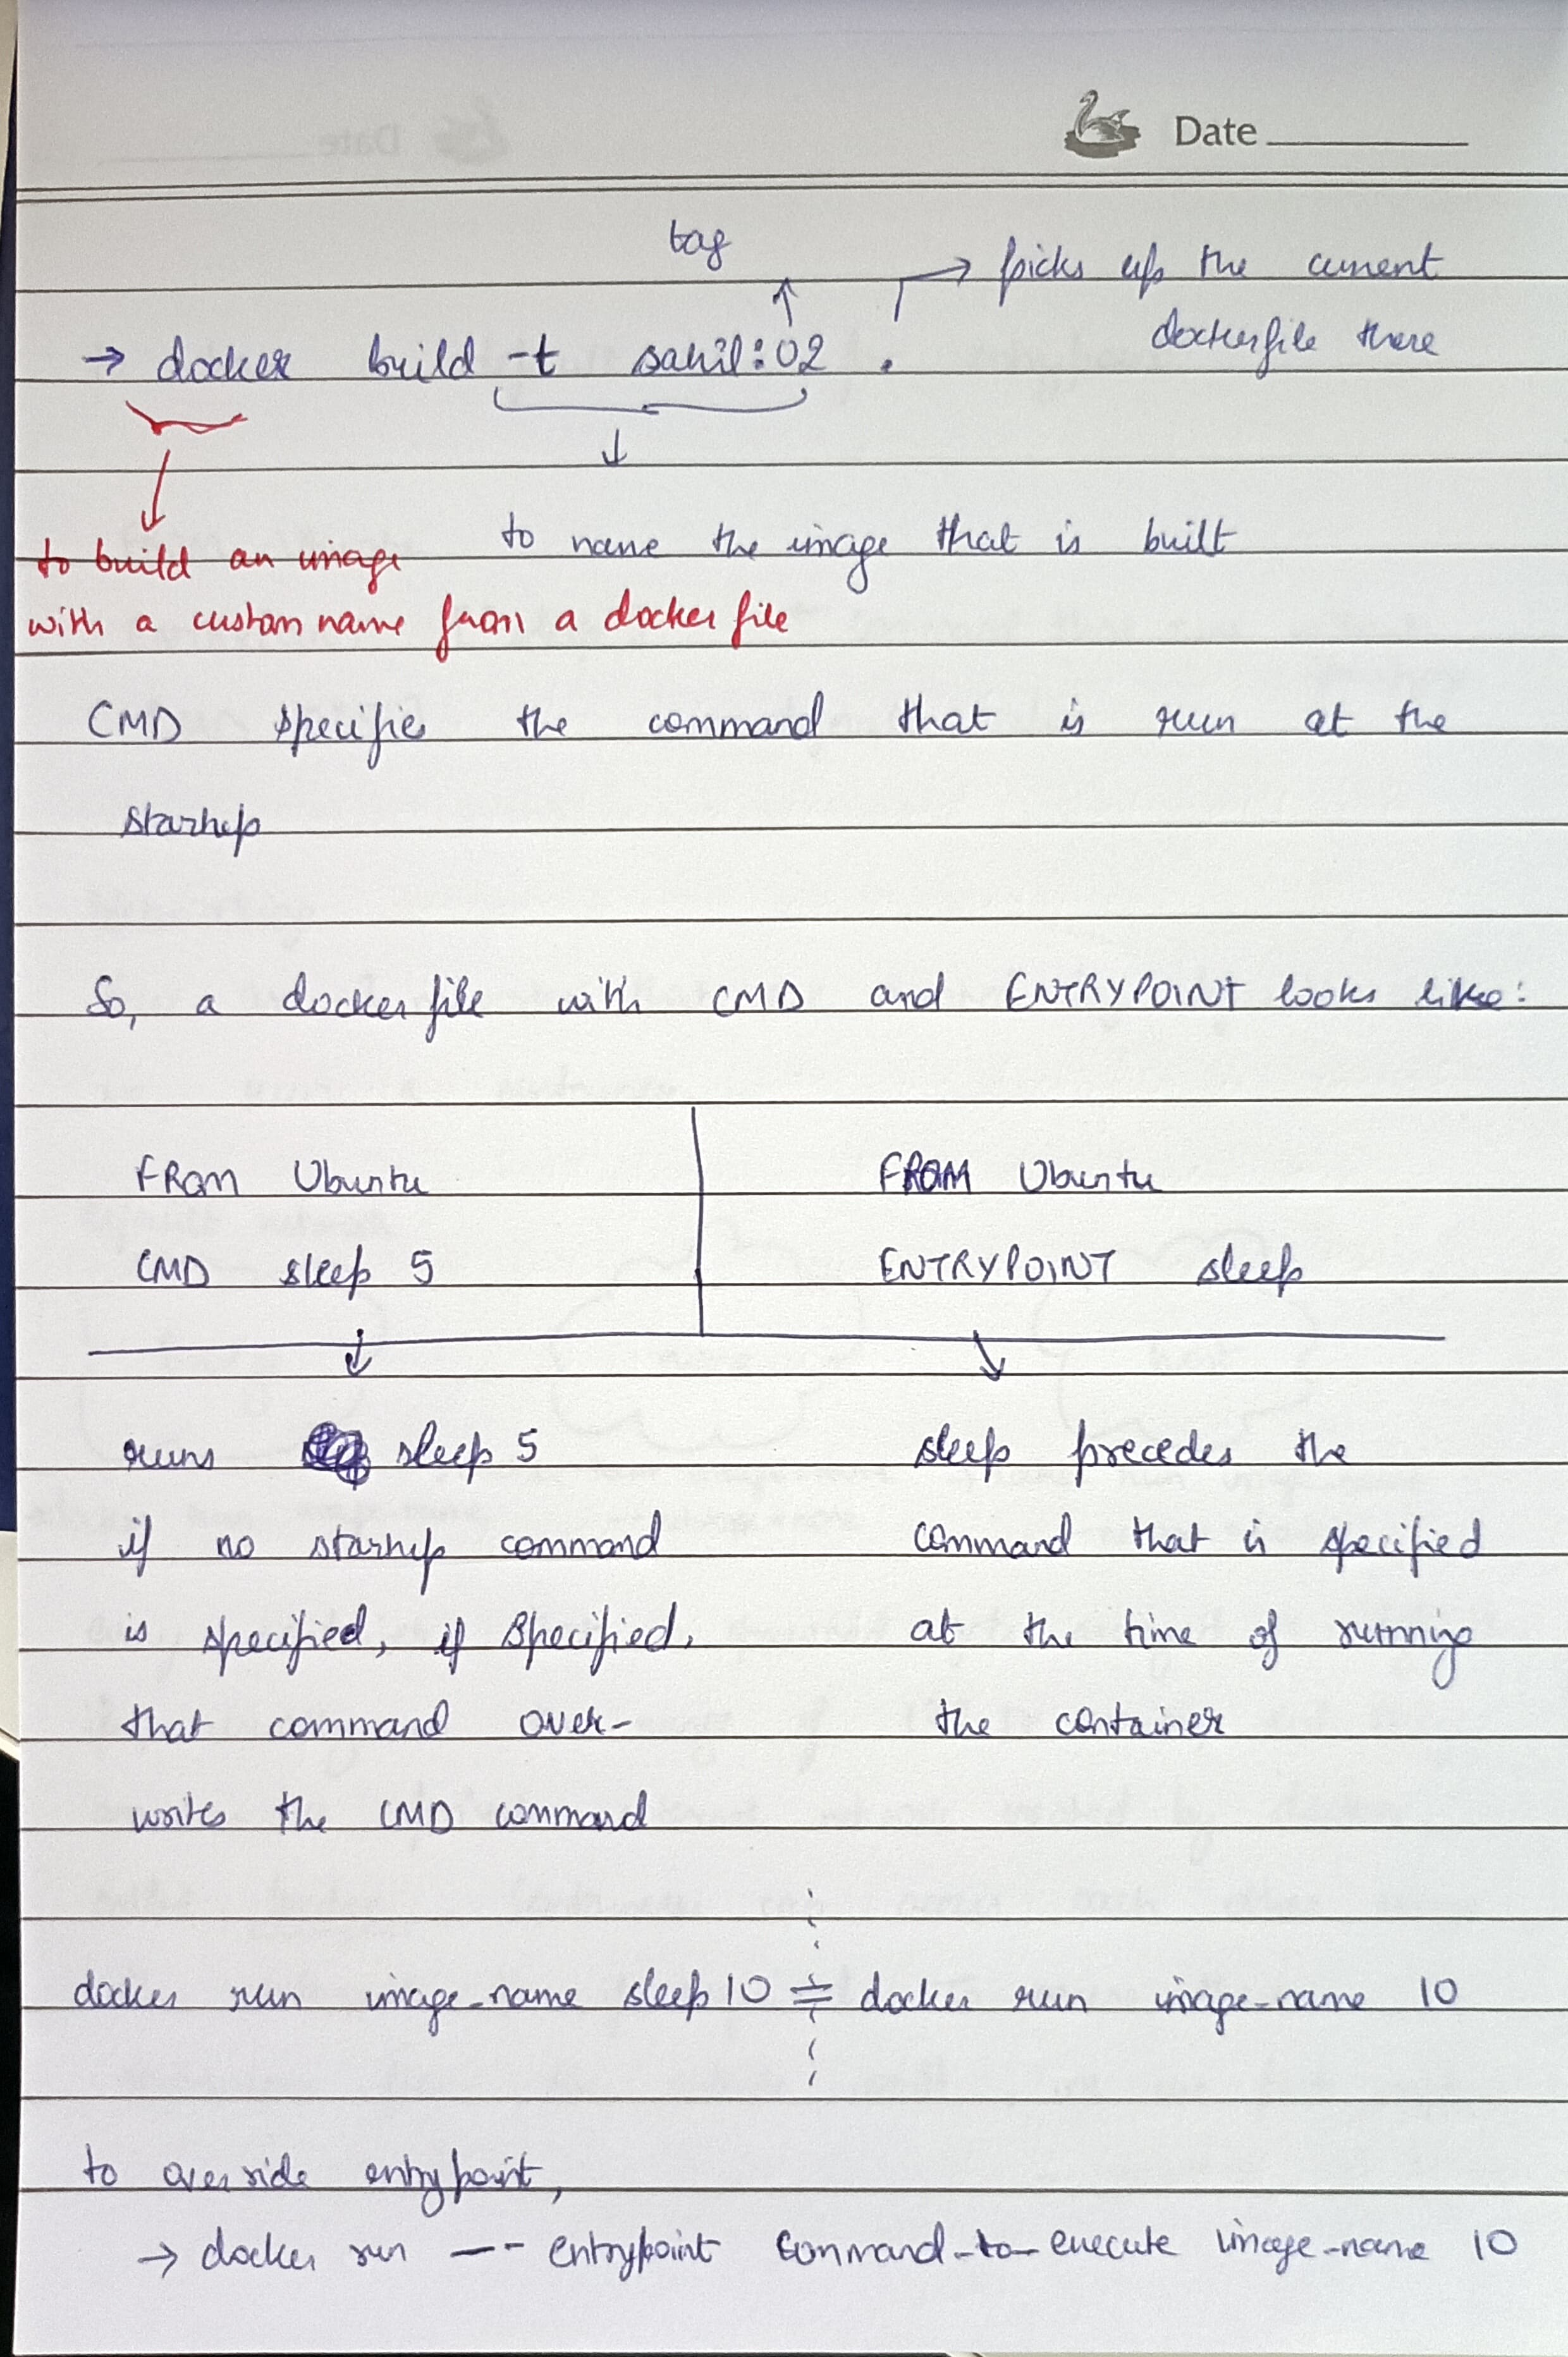 Date
tag
→ picks up the current
dockerfile there
→ docker build -t sahil:02 .
to name the image that is built
to build an image
with a custom name from a docker file
CMD specifies the command that is run at the
startup
So, a docker file with CMD and ENTRYPOINT looks like:
FROM Ubuntu
CMD sleep 5
FROM Ubuntu
ENTRYPOINT sleep
runs sleep 5
if no startup command
is specified, if specified,
that command over-
writes the CMD command
sleep precedes the
command that is specified
at the time of running
the container
docker run image-name sleep 10 = docker run image-name 10
to override entrypoint,
→ docker run -- entrypoint command-to-execute image-name 10